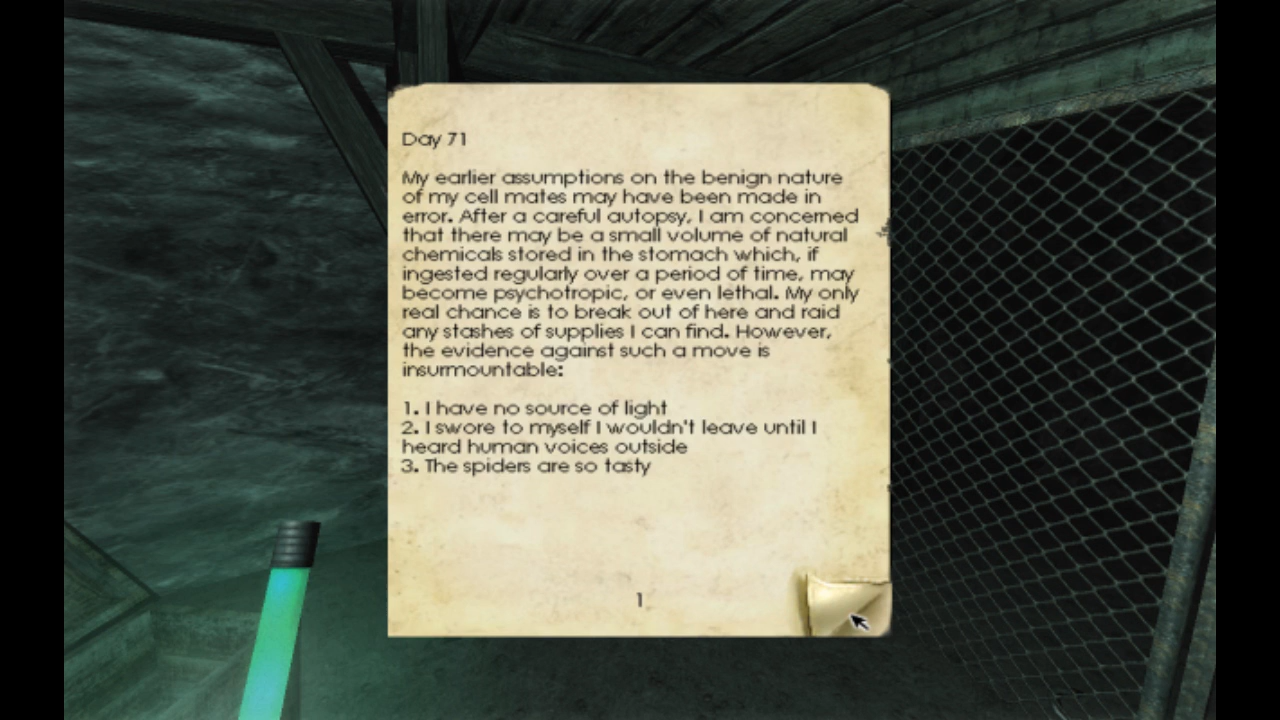 Day 71
My earlier assumptions on the benign nature
of my cell mates may have been made in
error. After a careful autopsy, I am concerned
that there may be a small volume of natural
chemicals stored in the stomach which, if
ingested regularly over a period of time, may
become psychotropic, or even lethal. My only
real chance is to break out of here and raid
any stashes of supplies I can find. However,
the evidence against such a move is
insurmountable:
1. I have no source of light
2. I swore to myself I wouldn't leave until I
heard human voices outside
3. The spiders are so tasty
1